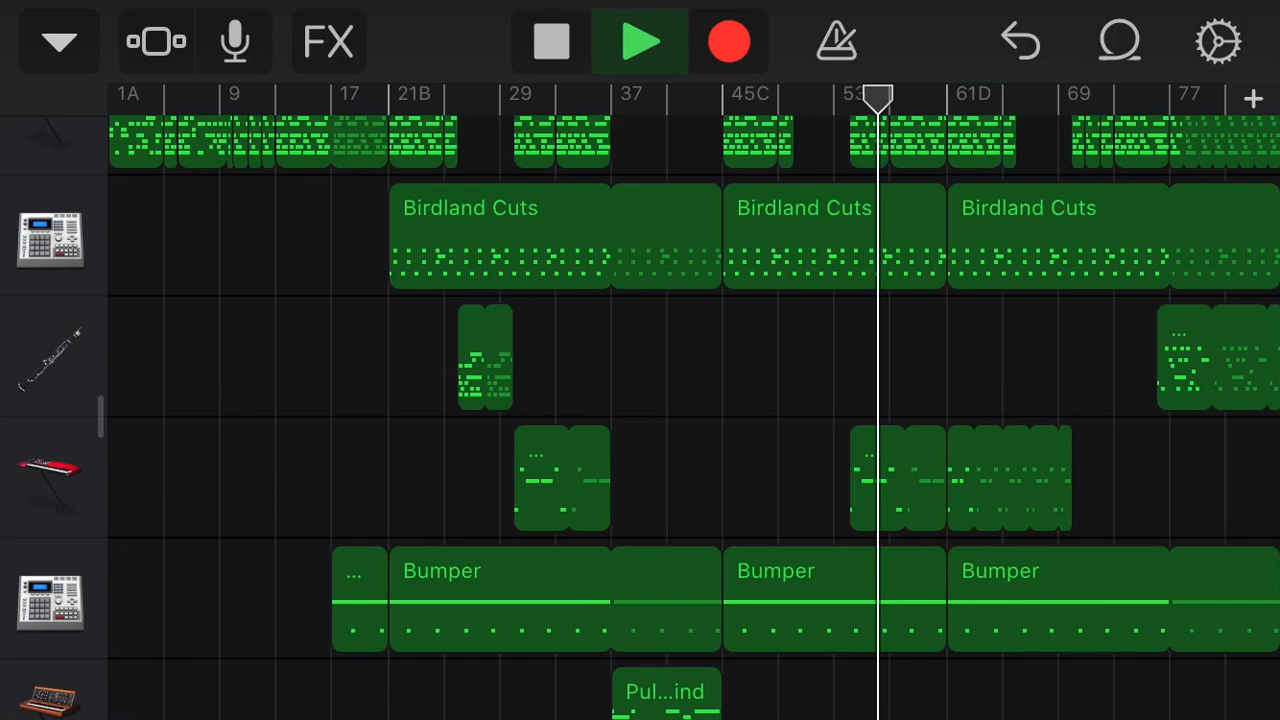 FX
1A 9 17 21B 29 37 45C 53 61D 69 77 +
Birdland Cuts Birdland Cuts Birdland Cuts
...
... ..
... Bumper Bumper Bumper
Pul...ind